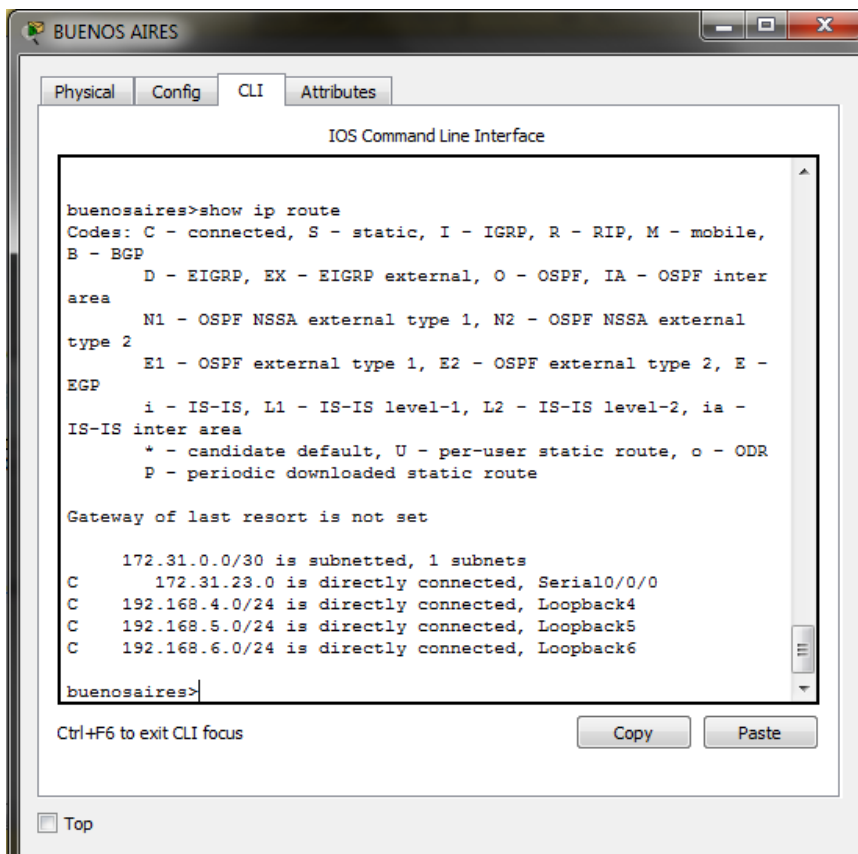 BUENOS AIRES
Physical Config CLI Attributes
IOS Command Line Interface
buenosaires>show ip route
Codes: C - connected, S - static, I - IGRP, R - RIP, M - mobile,
B - BGP
D - EIGRP, EX - EIGRP external, O - OSPF, IA - OSPF inter
area
N1 - OSPF NSSA external type 1, N2 - OSPF NSSA external
type 2
E1 - OSPF external type 1, E2 - OSPF external type 2, E -
EGP
i - IS-IS, L1 - IS-IS level-1, L2 - IS-IS level-2, ia -
IS-IS inter area
* - candidate default, U - per-user static route, o - ODR
P - periodic downloaded static route
Gateway of last resort is not set
172.31.0.0/30 is subnetted, 1 subnets
C 172.31.23.0 is directly connected, Serial0/0/0
C 192.168.4.0/24 is directly connected, Loopback4
C 192.168.5.0/24 is directly connected, Loopback5
C 192.168.6.0/24 is directly connected, Loopback6
buenosaires>
Ctrl+F6 to exit CLI focus
Copy Paste
Top